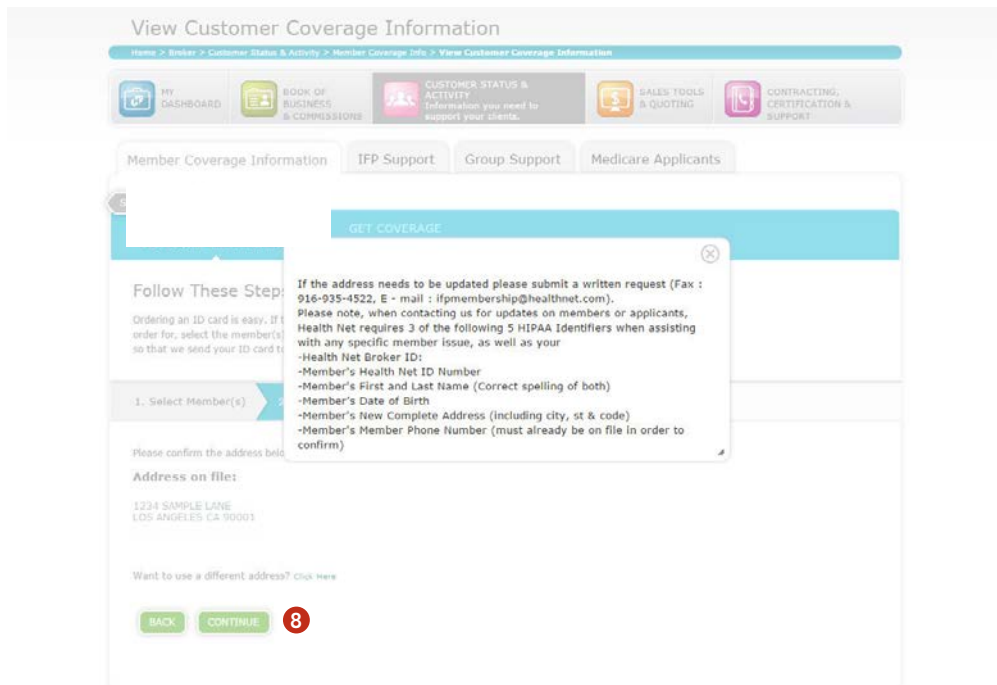 View Customer Coverage Information
Home > Broker > Customer Status & Activity > Member Coverage Info > View Customer Coverage Information
MY
DASHBOARD
BOOK OF
BUSINESS
& COMMISSIONS
CUSTOMER STATUS &
ACTIVITY
Information you need to
support your clients.
SALES TOOLS
& QUOTING
CONTRACTING,
CERTIFICATION &
SUPPORT
Member Coverage Information
IFP Support
Group Support
Medicare Applicants
GET COVERAGE
If the address needs to be updated please submit a written request (Fax :
916-935-4522, E - mail : ifpmembership@healthnet.com).
Please note, when contacting us for updates on members or applicants,
Health Net requires 3 of the following 5 HIPAA Identifiers when assisting
with any specific member issue, as well as your
-Health Net Broker ID:
-Member's Health Net ID Number
-Member's First and Last Name (Correct spelling of both)
-Member's Date of Birth
-Member's New Complete Address (including city, st & code)
-Member's Member Phone Number (must already be on file in order to
confirm)
Follow These Step
Ordering an ID card is easy. If
order for, select the member(s)
so that we send your ID card
1. Select Member(s)
Please confirm the address
Address on file:
1234 SAMPLE LANE
LOS ANGELES CA 90001
Want to use a different address? Click Here
BACK
CONTINUE
8